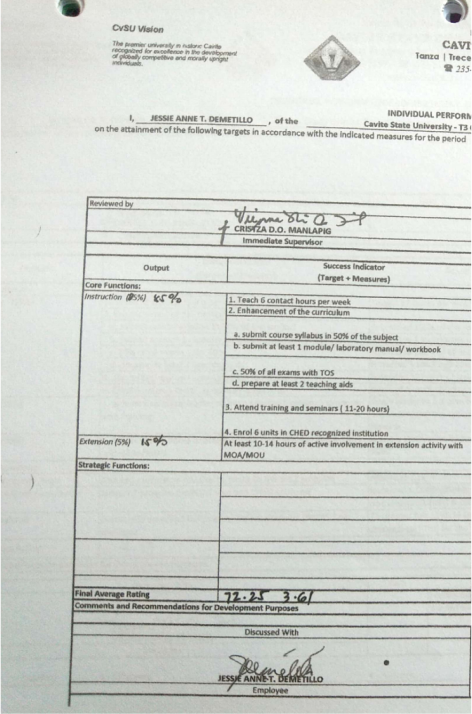 CvSU Vision
The premier university in historic Cavite
recognized for excellence in the development
of globally competitive and morally upright
individuals.
CAVI
Tanza | Trece
☎ 235-
INDIVIDUAL PERFORM
I, JESSIE ANNE T. DEMETILLO , of the Cavite State University - T3
on the attainment of the following targets in accordance with the indicated measures for the period
Reviewed by
CRISTZA D.O. MANLAPIG
Immediate Supervisor
Output
Success Indicator
(Target + Measures)
Core Functions:
Instruction ( 5%) 65%
1. Teach 6 contact hours per week
2. Enhancement of the curriculum
a. submit course syllabus in 50% of the subject
b. submit at least 1 module/ laboratory manual/ workbook
c. 50% of all exams with TOS
d. prepare at least 2 teaching aids
3. Attend training and seminars ( 11-20 hours)
4. Enrol 6 units in CHED recognized institution
Extension (5%) 15%
At least 10-14 hours of active involvement in extension activity with
MOA/MOU
Strategic Functions:
Final Average Rating 72.25 3.61
Comments and Recommendations for Development Purposes
Discussed With
JESSIE ANNE T. DEMETILLO
Employee